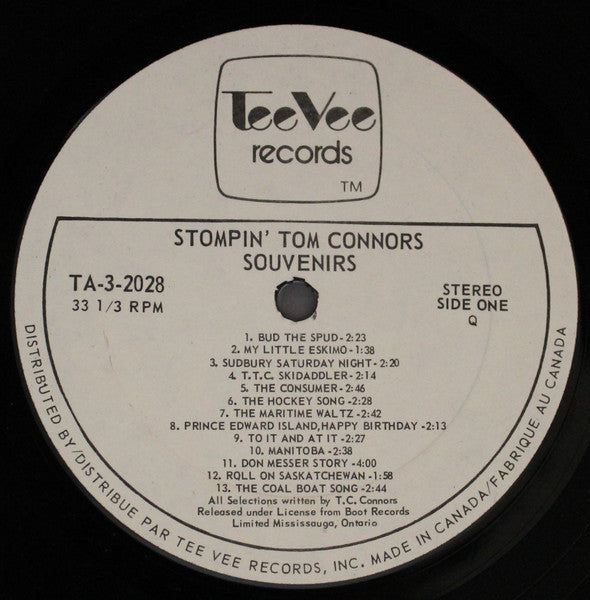 TeeVee
records
TM
STOMPIN' TOM CONNORS
SOUVENIRS
TA-3-2028
33 1/3 RPM
STEREO
SIDE ONE
Q
1. BUD THE SPUD-2:23
2. MY LITTLE ESKIMO-1:38
3. SUDBURY SATURDAY NIGHT-2:20
4. T.T.C. SKIDADDLER-2:14
5. THE CONSUMER-2:46
6. THE HOCKEY SONG-2:28
7. THE MARITIME WALTZ-2:42
8. PRINCE EDWARD ISLAND,HAPPY BIRTHDAY-2:13
9. TO IT AND AT IT-2:27
10. MANITOBA-2:38
11. DON MESSER STORY-4:00
12. ROLL ON SASKATCHEWAN-1:58
13. THE COAL BOAT SONG-2:44
All Selections written by T.C. Connors
Released under License from Boot Records
Limited Mississauga, Ontario
DISTRIBUTED BY/DISTRIBUE PAR TEE VEE RECORDS, INC. MADE IN CANADA/FABRIQUE AU CANADA